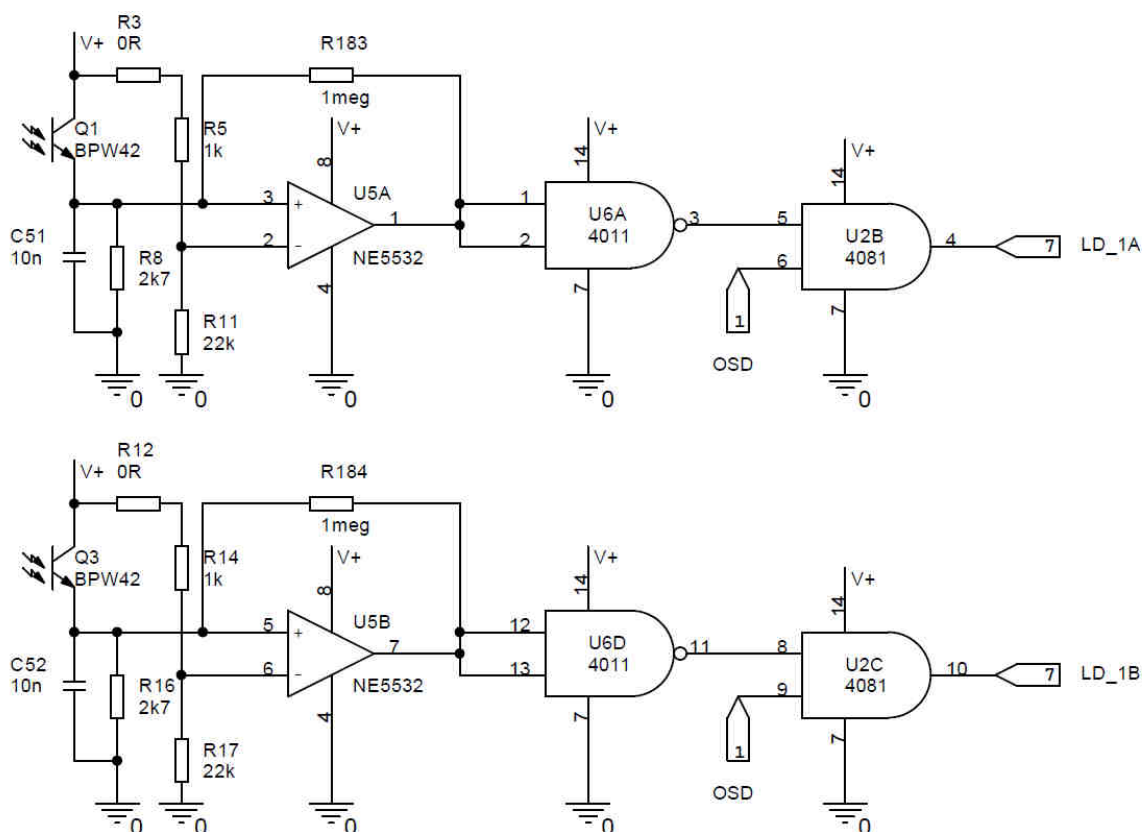 R3
0R
V+
R183
1meg
Q1
BPW42
R5
1k
V+
8
V+
14
V+
14
3
+
U5A
1
1
U6A
4011
3
5
U2B
4081
4
7
LD_1A
2
-
NE5532
2
6
C51
10n
R8
2k7
4
7
1
7
R11
22k
OSD
0
0
0
0
0
R12
0R
V+
R184
1meg
Q3
BPW42
R14
1k
V+
8
V+
14
V+
14
5
+
U5B
7
12
U6D
4011
11
8
U2C
4081
10
7
LD_1B
6
-
NE5532
13
9
C52
10n
R16
2k7
4
7
1
7
R17
22k
OSD
0
0
0
0
0